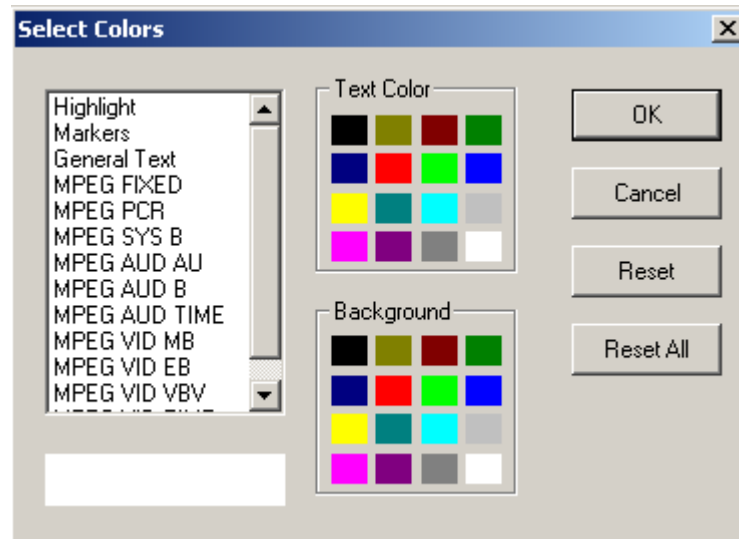 Select Colors
Highlight
Markers
General Text
MPEG FIXED
MPEG PCR
MPEG SYS B
MPEG AUD AU
MPEG AUD B
MPEG AUD TIME
MPEG VID MB
MPEG VID EB
MPEG VID VBV
Text Color
Background
OK
Cancel
Reset
Reset All